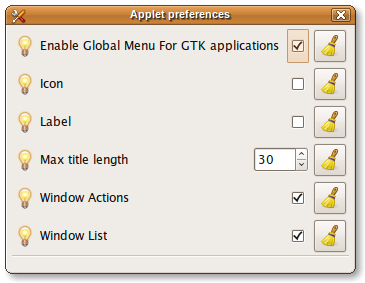 Applet preferences
Enable Global Menu For GTK applications
Icon
Label
Max title length 30
Window Actions
Window List